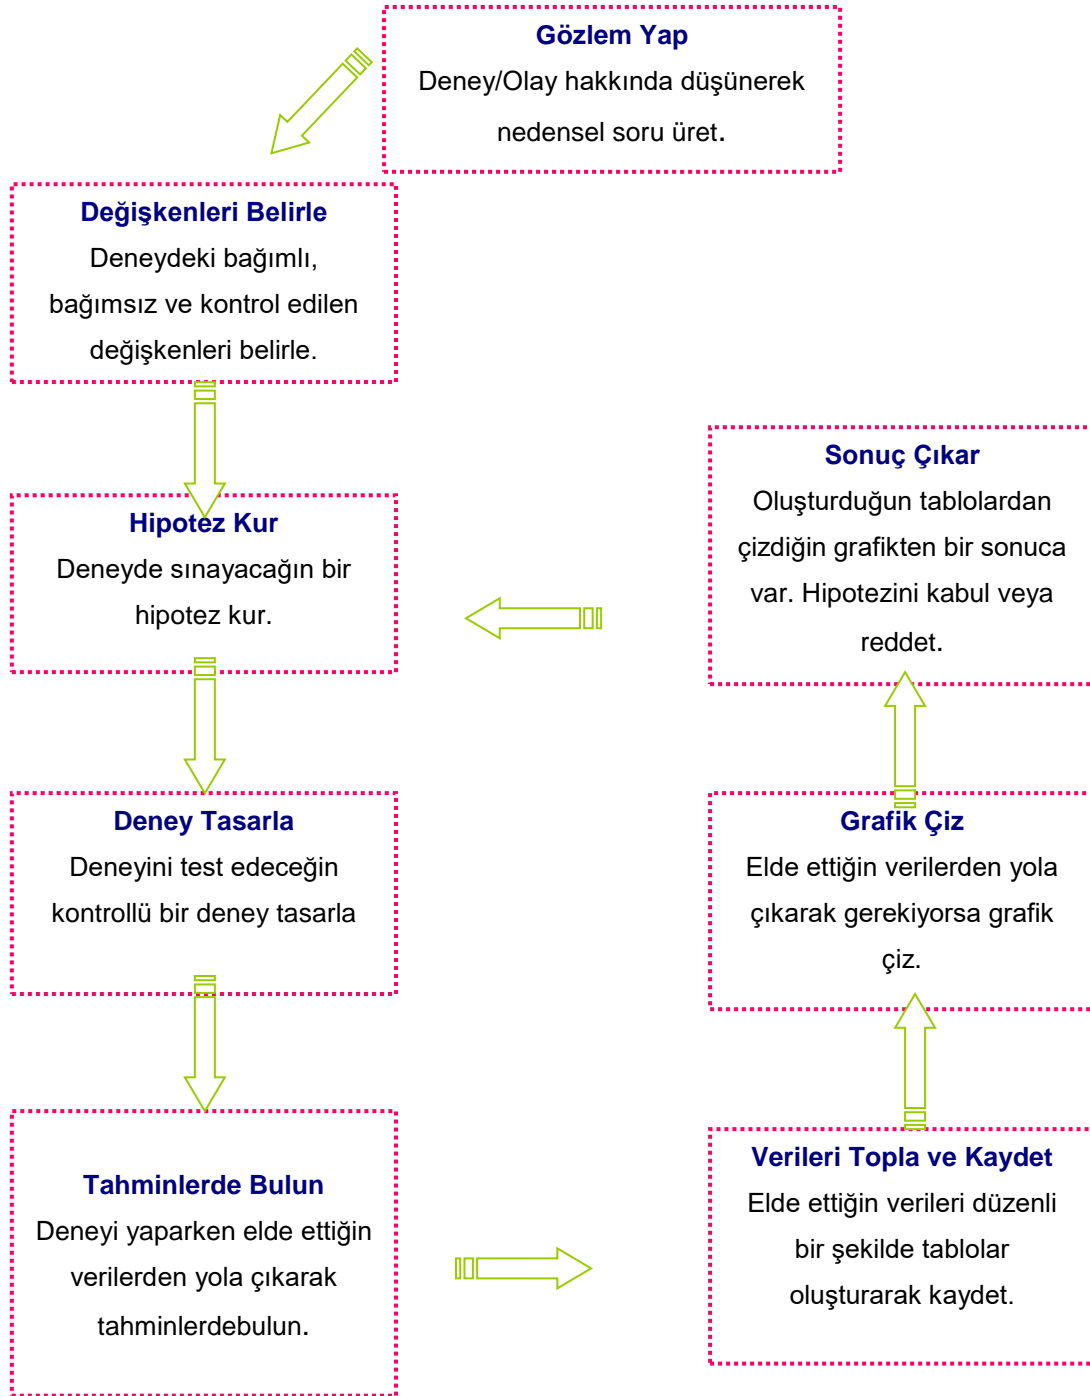 Gözlem Yap
Deney/Olay hakkında düşünerek
nedensel soru üret.
Değişkenleri Belirle
Deneydeki bağımlı,
bağımsız ve kontrol edilen
değişkenleri belirle.
Hipotez Kur
Deneyde sınayacağın bir
hipotez kur.
Deney Tasarla
Deneyini test edeceğin
kontrollü bir deney tasarla
Tahminlerde Bulun
Deneyi yaparken elde ettiğin
verilerden yola çıkarak
tahminlerdebulun.
Verileri Topla ve Kaydet
Elde ettiğin verileri düzenli
bir şekilde tablolar
oluşturarak kaydet.
Grafik Çiz
Elde ettiğin verilerden yola
çıkarak gerekiyorsa grafik
çiz.
Sonuç Çıkar
Oluşturduğun tablolardan
çizdiğin grafikten bir sonuca
var. Hipotezini kabul veya
reddet.